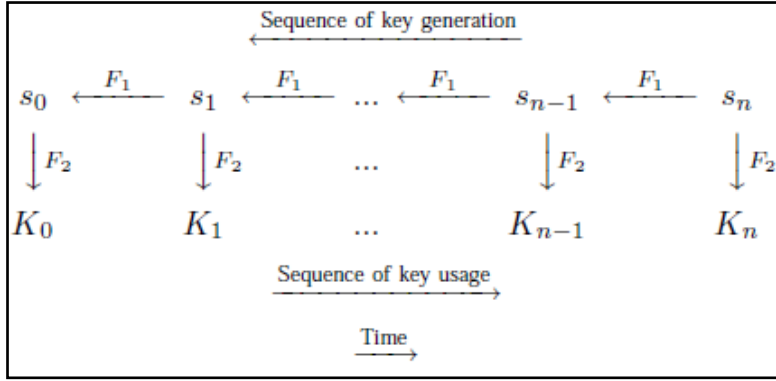 Sequence of key generation
F₁ F₁ F₁ F₁
s₀ s₁ ... sₙ₋₁ sₙ
F₂ F₂ ... F₂ F₂
K₀ K₁ ... Kₙ₋₁ Kₙ
Sequence of key usage
Time